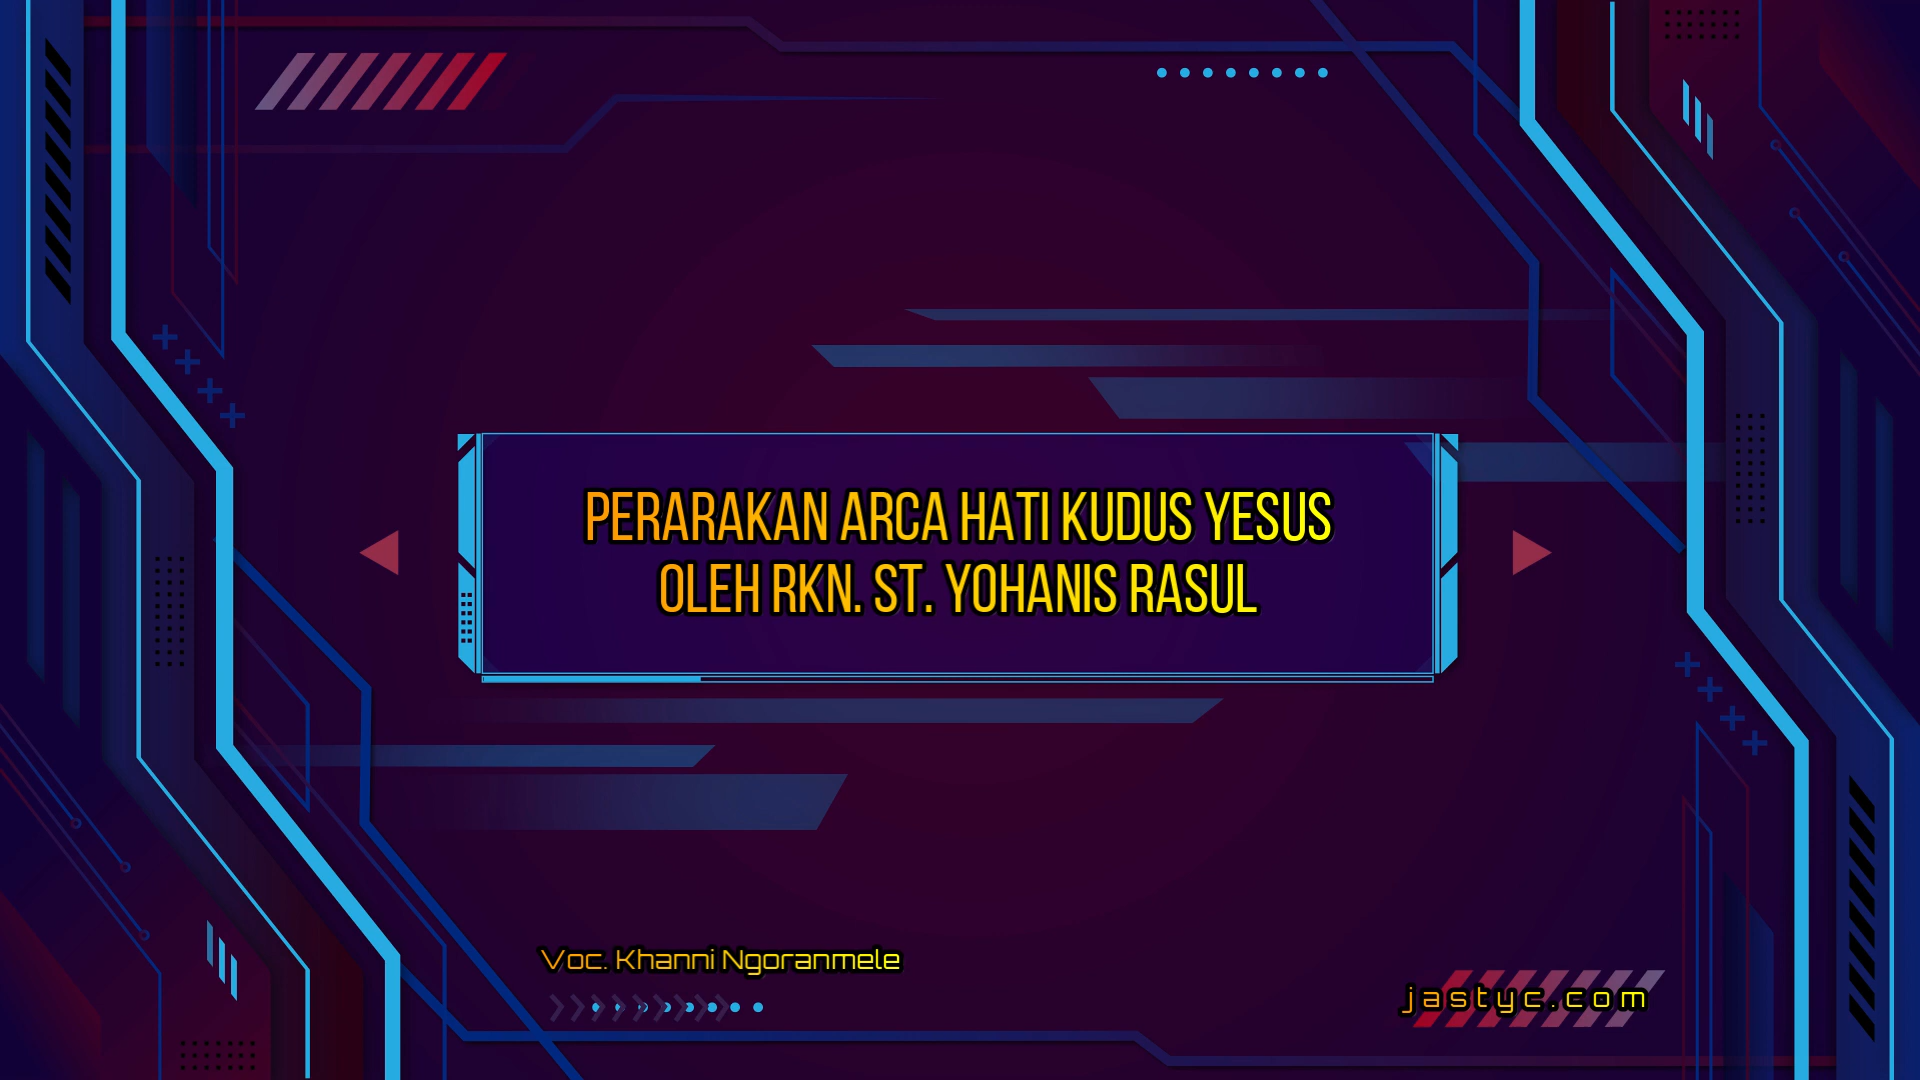 PERARAKAN ARCA HATI KUDUS YESUS
OLEH RKN. ST. YOHANIS RASUL
Voc. Khanni Ngoranmele
jastyc.com